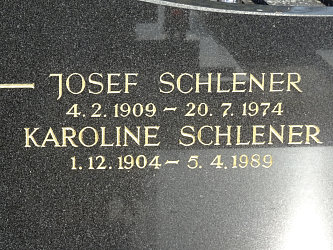 JOSEF SCHLENER
4. 2. 1909 – 20. 7. 1974
KAROLINE SCHLENER
1. 12. 1904 – 5. 4. 1989